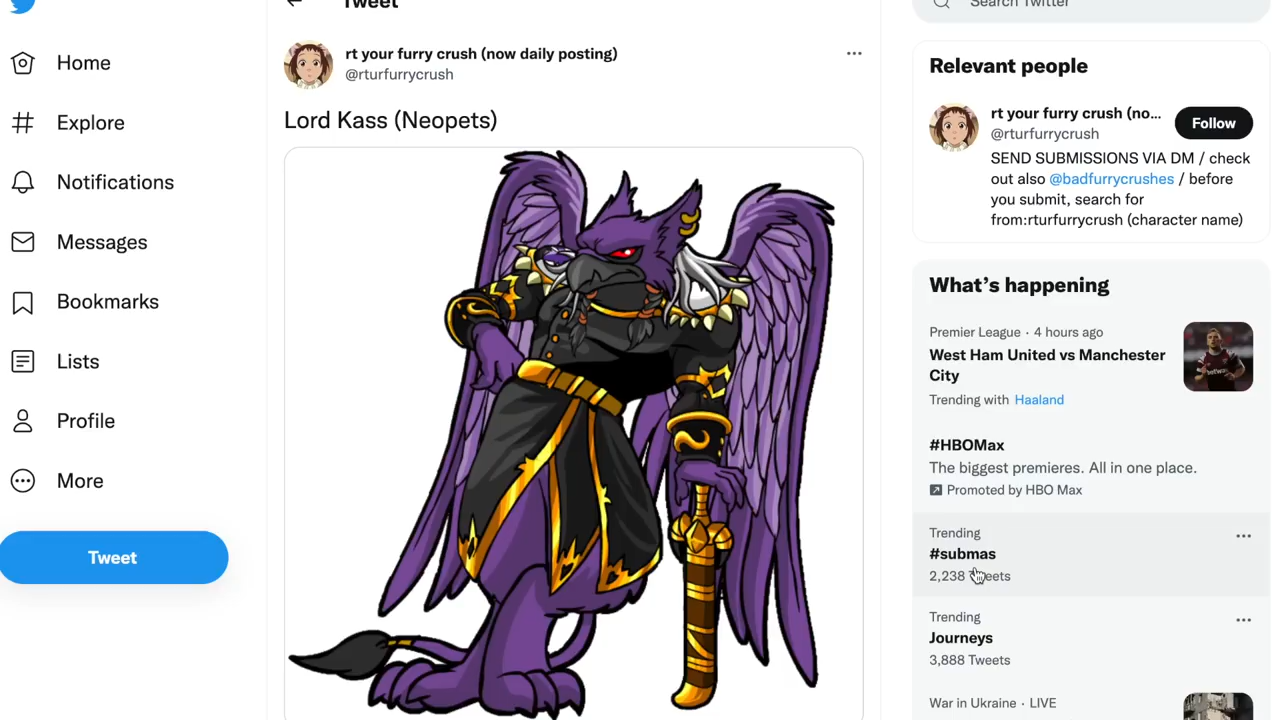 Tweet
Search Twitter
Home
Explore
Notifications
Messages
Bookmarks
Lists
Profile
More
Tweet
rt your furry crush (now daily posting)
@rturfurrycrush
Lord Kass (Neopets)
Relevant people
rt your furry crush (no...
@rturfurrycrush
Follow
SEND SUBMISSIONS VIA DM / check
out also @badfurrycrushes / before
you submit, search for
from:rturfurrycrush (character name)
What's happening
Premier League · 4 hours ago
West Ham United vs Manchester
City
Trending with Haaland
#HBOMax
The biggest premieres. All in one place.
Promoted by HBO Max
Trending
#submas
2,238 Tweets
Trending
Journeys
3,888 Tweets
War in Ukraine · LIVE